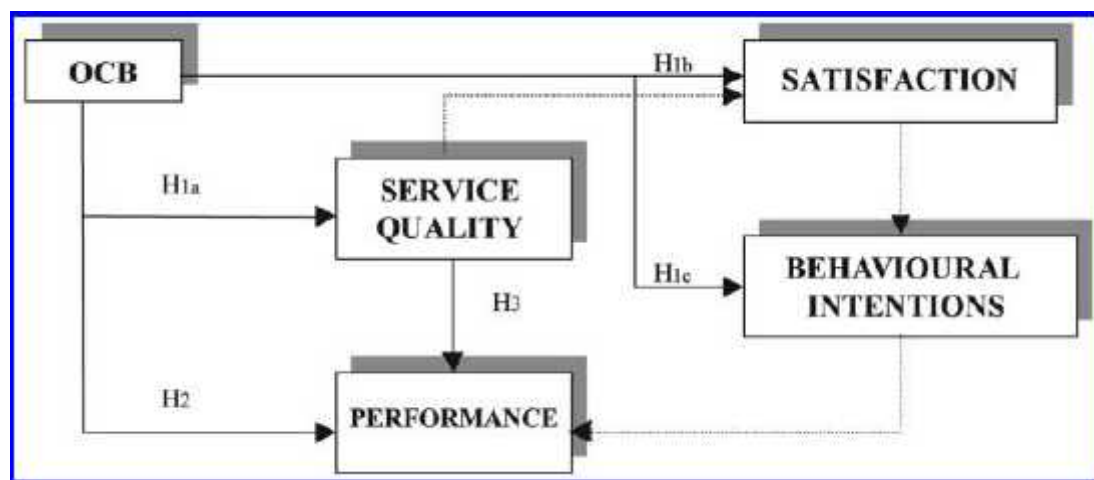 OCB
H1b
SATISFACTION
H1a
SERVICE
QUALITY
H1c
BEHAVIOURAL
INTENTIONS
H3
H2
PERFORMANCE